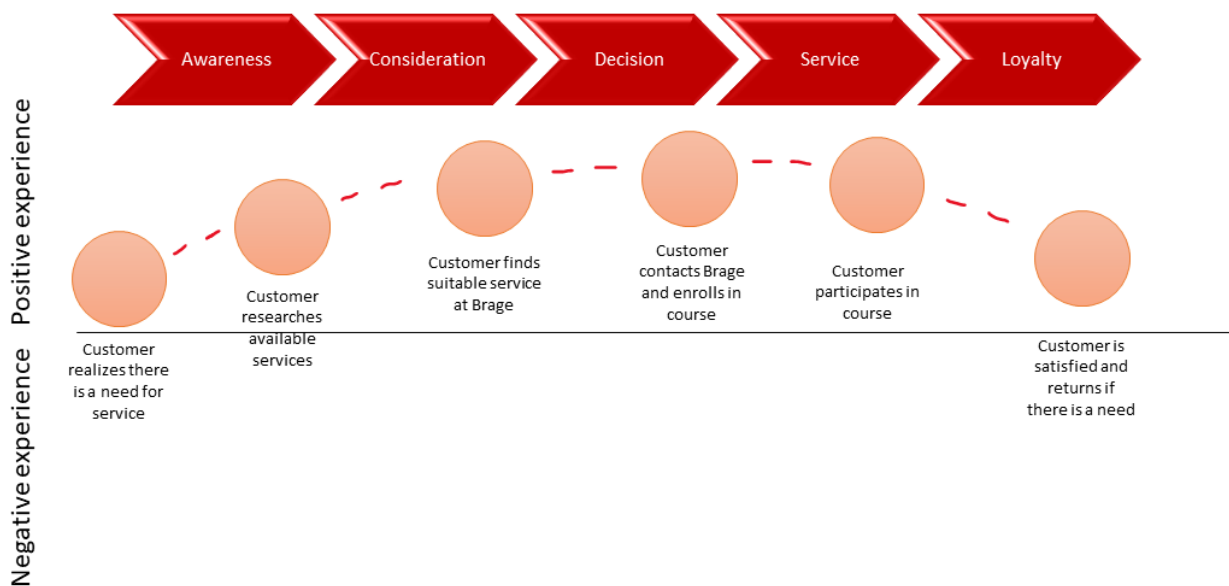 Awareness
Consideration
Decision
Service
Loyalty
Positive experience
Negative experience
Customer
realizes there
is a need for
service
Customer
researches
available
services
Customer finds
suitable service
at Brage
Customer
contacts Brage
and enrolls in
course
Customer
participates in
course
Customer is
satisfied and
returns if
there is a need